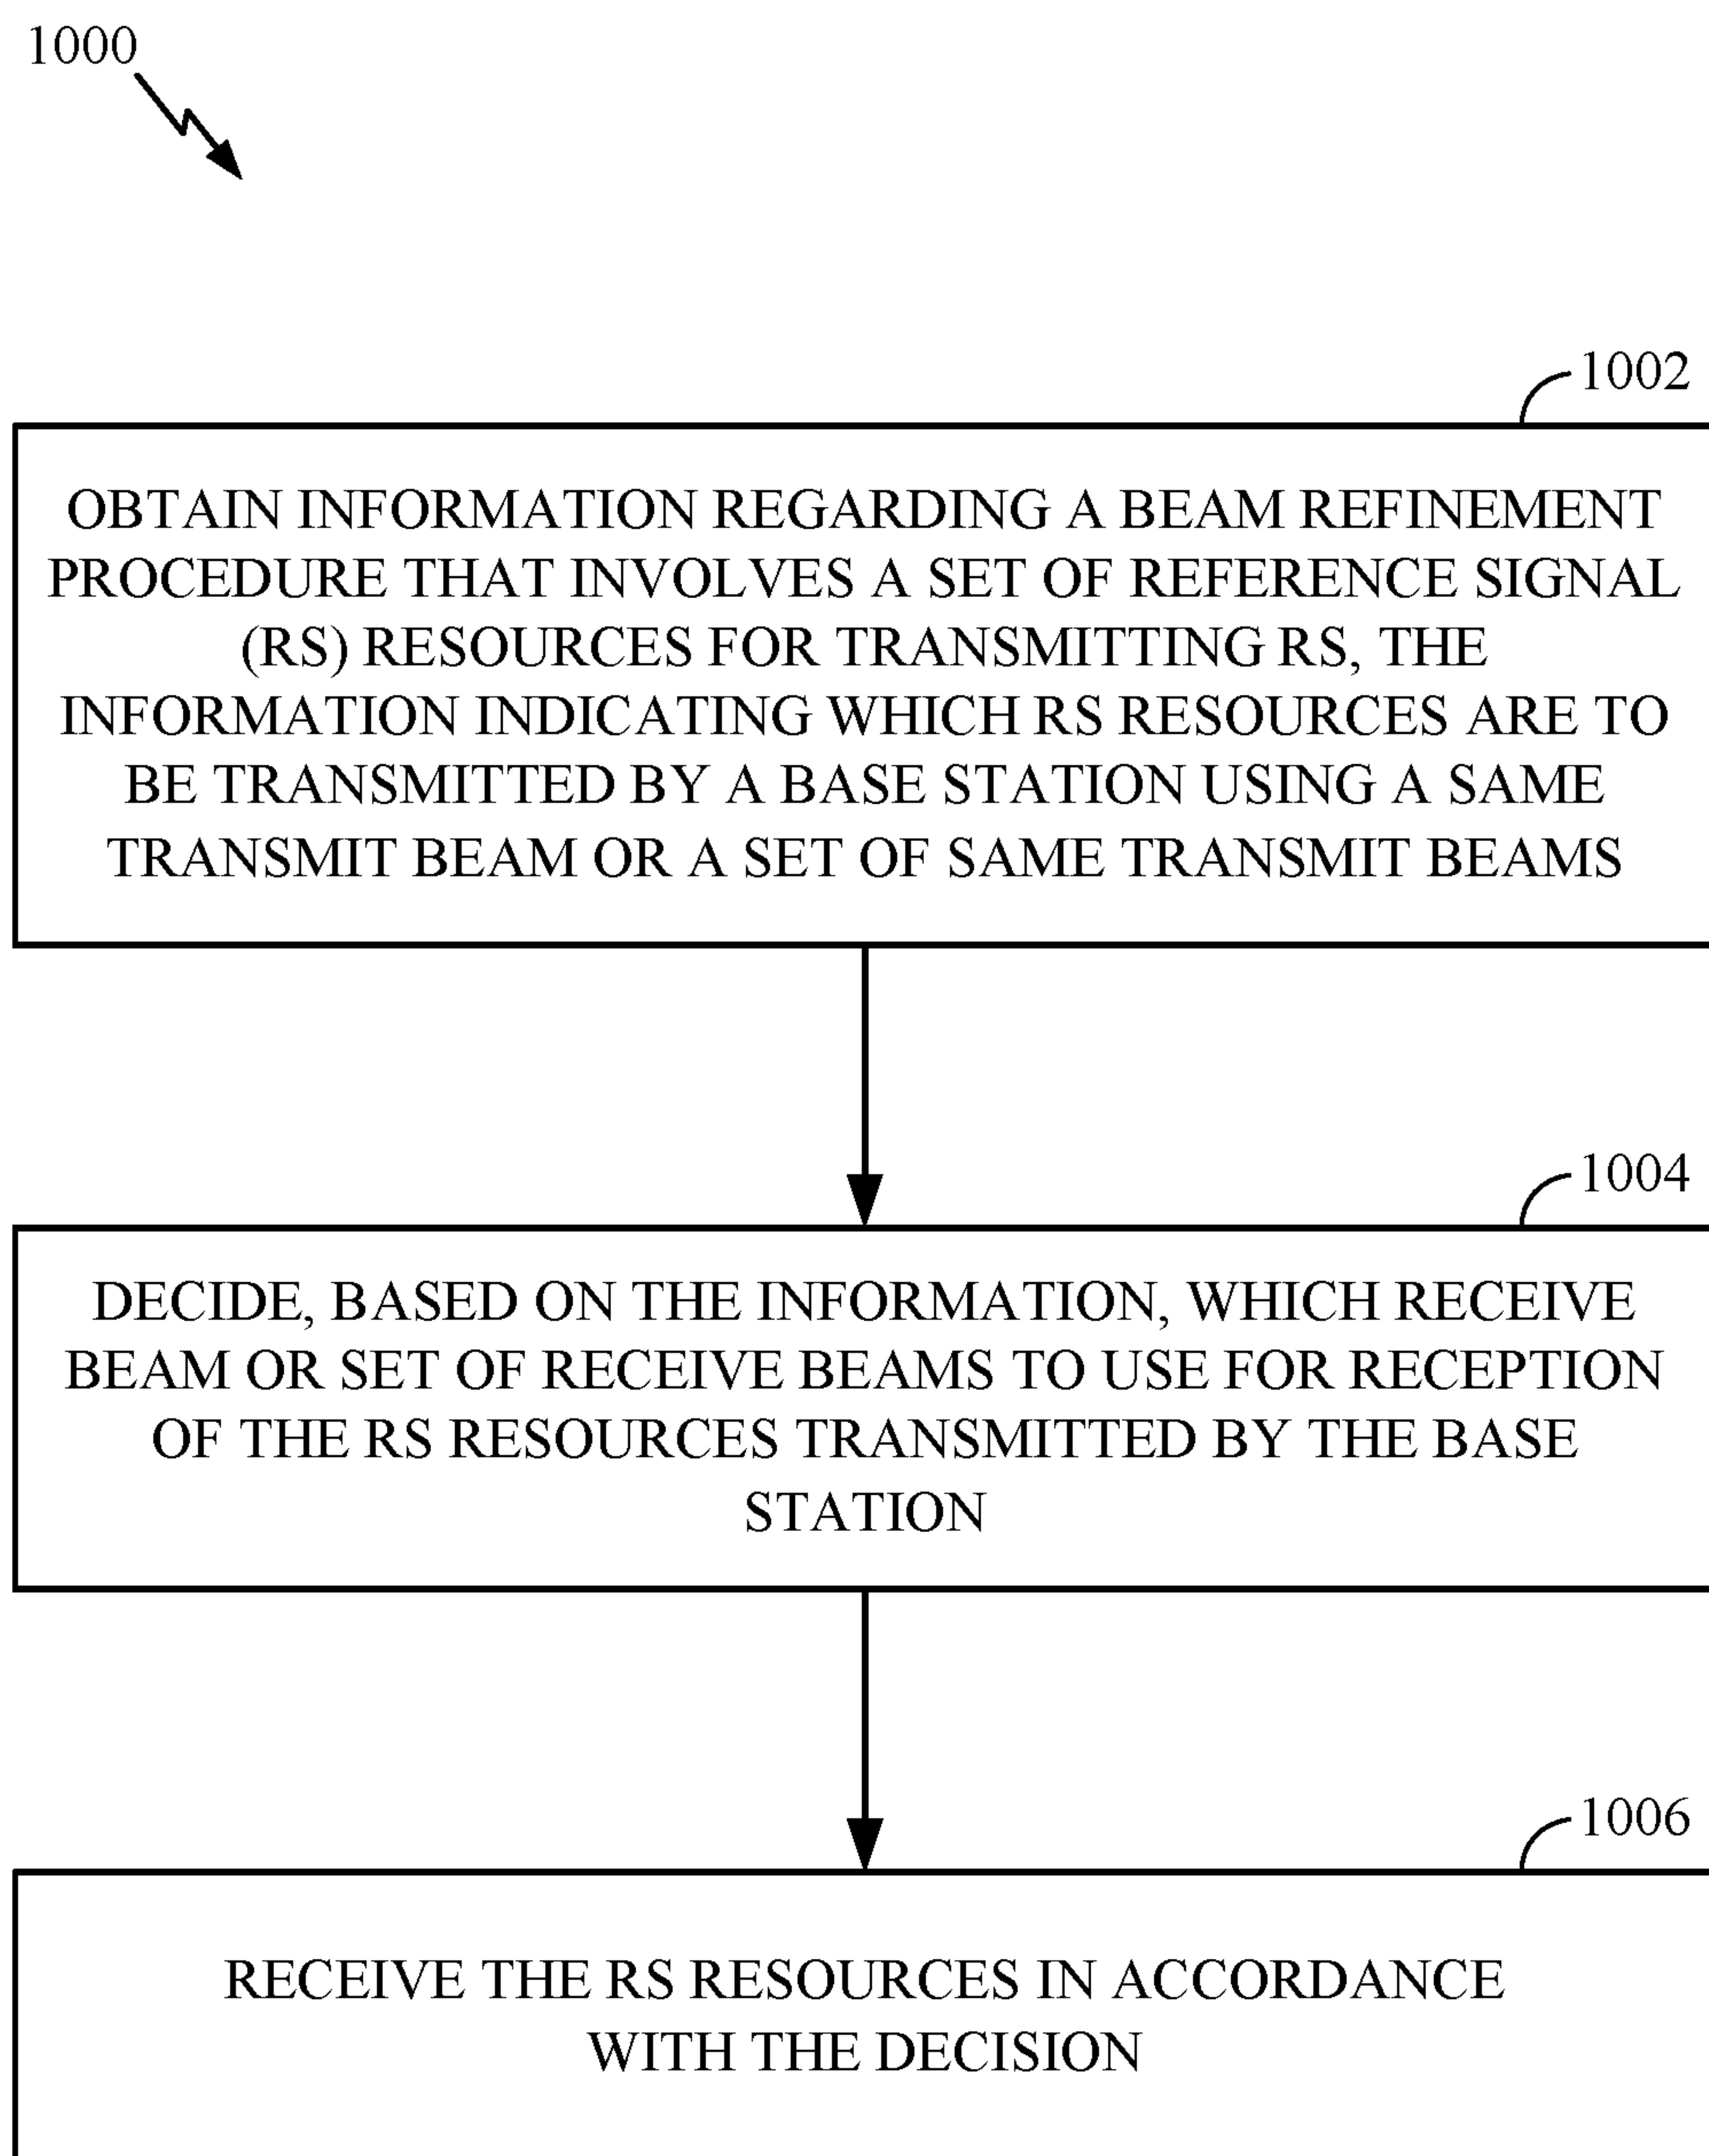 1000
1002
OBTAIN INFORMATION REGARDING A BEAM REFINEMENT
PROCEDURE THAT INVOLVES A SET OF REFERENCE SIGNAL
(RS) RESOURCES FOR TRANSMITTING RS, THE
INFORMATION INDICATING WHICH RS RESOURCES ARE TO
BE TRANSMITTED BY A BASE STATION USING A SAME
TRANSMIT BEAM OR A SET OF SAME TRANSMIT BEAMS
1004
DECIDE, BASED ON THE INFORMATION, WHICH RECEIVE
BEAM OR SET OF RECEIVE BEAMS TO USE FOR RECEPTION
OF THE RS RESOURCES TRANSMITTED BY THE BASE
STATION
1006
RECEIVE THE RS RESOURCES IN ACCORDANCE
WITH THE DECISION